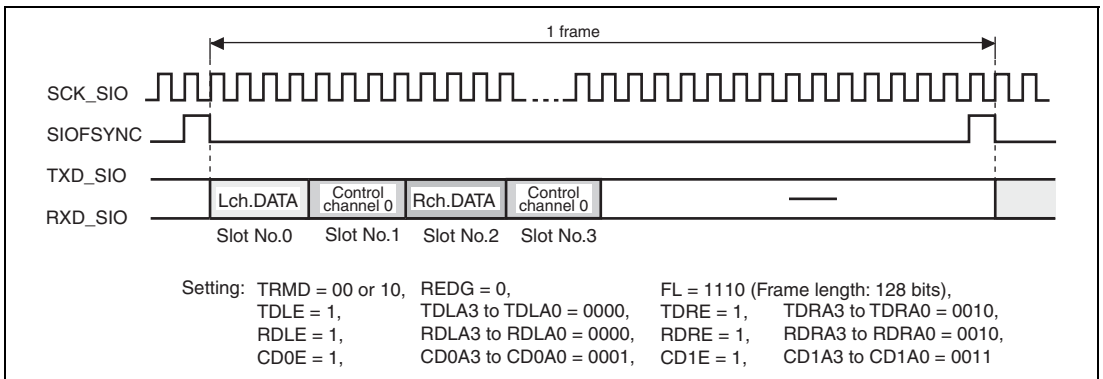 1 frame
SCK_SIO
SIOFSYNC
TXD_SIO
RXD_SIO
Lch.DATA
Control
channel 0
Rch.DATA
Control
channel 0
Slot No.0 Slot No.1 Slot No.2 Slot No.3
Setting: TRMD = 00 or 10, REDG = 0, FL = 1110 (Frame length: 128 bits),
TDLE = 1, TDLA3 to TDLA0 = 0000, TDRE = 1, TDRA3 to TDRA0 = 0010,
RDLE = 1, RDLA3 to RDLA0 = 0000, RDRE = 1, RDRA3 to RDRA0 = 0010,
CD0E = 1, CD0A3 to CD0A0 = 0001, CD1E = 1, CD1A3 to CD1A0 = 0011